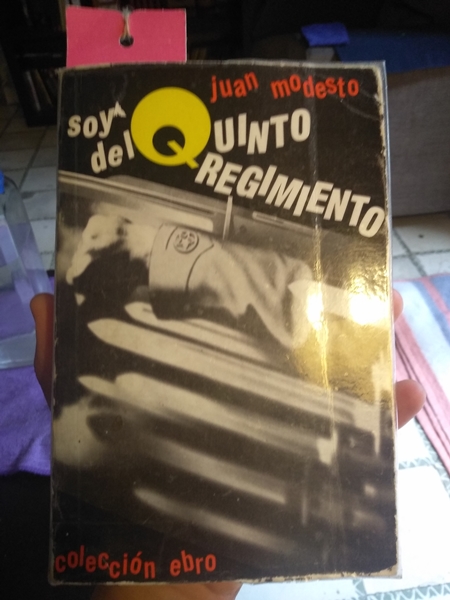 juan modesto
soy
del QUINTO
REGIMIENTO
colección ebro